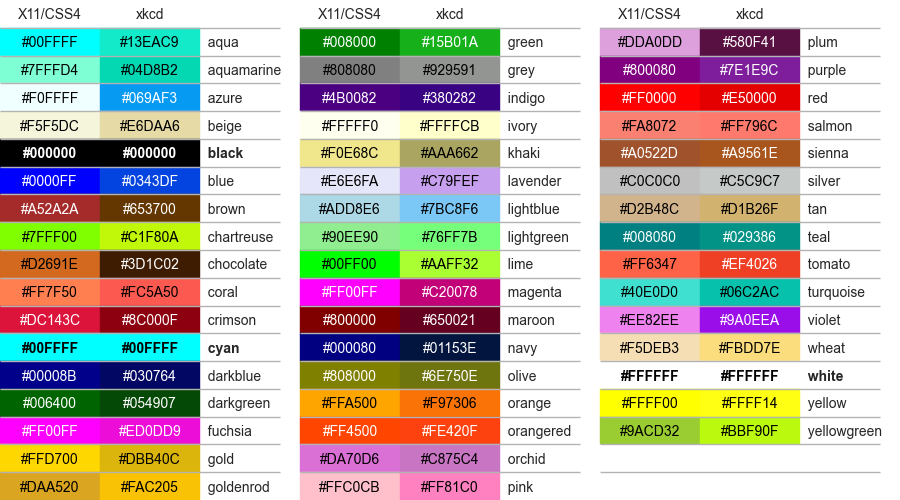 X11/CSS4 xkcd
#00FFFF #13EAC9 aqua
#7FFFD4 #04D8B2 aquamarine
#F0FFFF #069AF3 azure
#F5F5DC #E6DAA6 beige
#000000 #000000 black
#0000FF #0343DF blue
#A52A2A #653700 brown
#7FFF00 #C1F80A chartreuse
#D2691E #3D1C02 chocolate
#FF7F50 #FC5A50 coral
#DC143C #8C000F crimson
#00FFFF #00FFFF cyan
#00008B #030764 darkblue
#006400 #054907 darkgreen
#FF00FF #ED0DD9 fuchsia
#FFD700 #DBB40C gold
#DAA520 #FAC205 goldenrod
X11/CSS4 xkcd
#008000 #15B01A green
#808080 #929591 grey
#4B0082 #380282 indigo
#FFFFF0 #FFFFCB ivory
#F0E68C #AAA662 khaki
#E6E6FA #C79FEF lavender
#ADD8E6 #7BC8F6 lightblue
#90EE90 #76FF7B lightgreen
#00FF00 #AAFF32 lime
#FF00FF #C20078 magenta
#800000 #650021 maroon
#000080 #01153E navy
#808000 #6E750E olive
#FFA500 #F97306 orange
#FF4500 #FE420F orangered
#DA70D6 #C875C4 orchid
#FFC0CB #FF81C0 pink
X11/CSS4 xkcd
#DDA0DD #580F41 plum
#800080 #7E1E9C purple
#FF0000 #E50000 red
#FA8072 #FF796C salmon
#A0522D #A9561E sienna
#C0C0C0 #C5C9C7 silver
#D2B48C #D1B26F tan
#008080 #029386 teal
#FF6347 #EF4026 tomato
#40E0D0 #06C2AC turquoise
#EE82EE #9A0EEA violet
#F5DEB3 #FBDD7E wheat
#FFFFFF #FFFFFF white
#FFFF00 #FFFF14 yellow
#9ACD32 #BBF90F yellowgreen